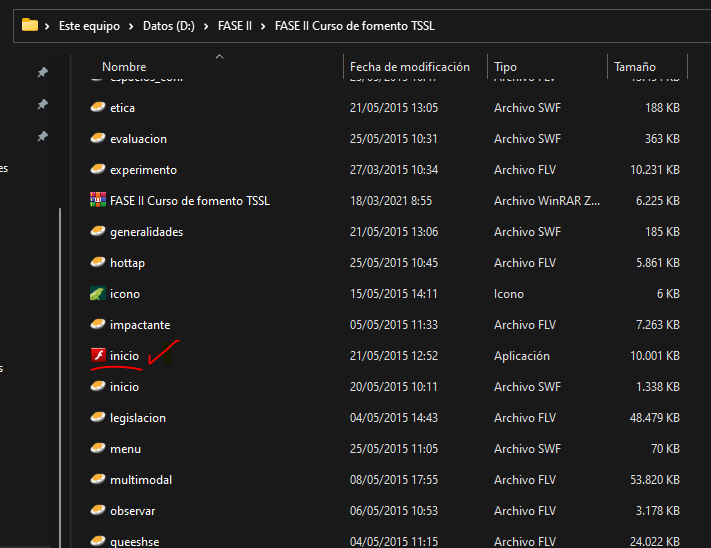 Este equipo > Datos (D:) > FASE II > FASE II Curso de fomento TSSL
Nombre Fecha de modificación Tipo Tamaño
etica 21/05/2015 13:05 Archivo SWF 188 KB
evaluacion 25/05/2015 10:31 Archivo SWF 363 KB
experimento 27/03/2015 10:34 Archivo FLV 10.231 KB
es
FASE II Curso de fomento TSSL 18/03/2021 8:55 Archivo WinRAR Z... 6.225 KB
generalidades 21/05/2015 13:06 Archivo SWF 185 KB
hottap 25/05/2015 10:45 Archivo FLV 5.861 KB
icono 15/05/2015 14:11 Icono 6 KB
impactante 05/05/2015 11:33 Archivo FLV 7.263 KB
inicio 21/05/2015 12:52 Aplicación 10.001 KB
s
inicio 20/05/2015 10:11 Archivo SWF 1.338 KB
legislacion 04/05/2015 14:43 Archivo FLV 48.479 KB
menu 25/05/2015 11:05 Archivo SWF 70 KB
multimodal 08/05/2015 17:55 Archivo FLV 53.820 KB
observar 06/05/2015 10:53 Archivo FLV 3.178 KB
queeshse 04/05/2015 11:15 Archivo FLV 24.022 KB